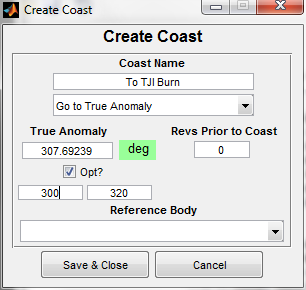 Create Coast
Create Coast
Coast Name
To TJI Burn
Go to True Anomaly
True Anomaly
Revs Prior to Coast
307.69239
deg
0
Opt?
300
320
Reference Body
Save & Close
Cancel